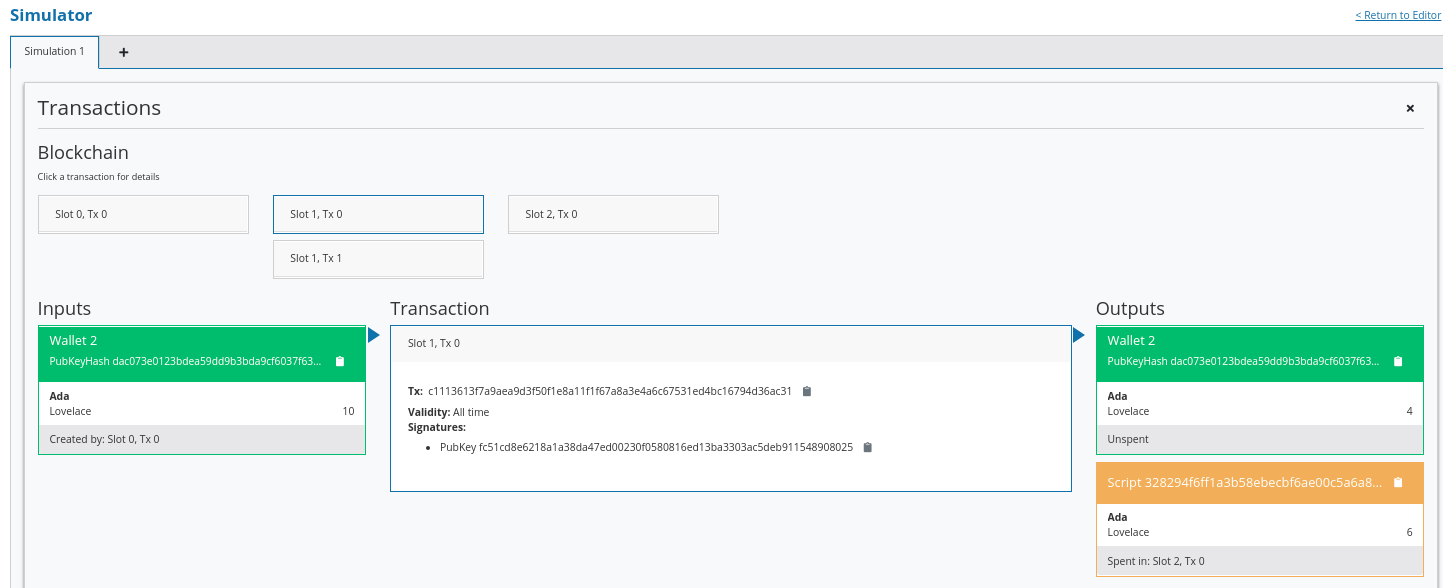 Simulator
< Return to Editor
Simulation 1
+
Transactions
×
Blockchain
Click a transaction for details
Slot 0, Tx 0
Slot 1, Tx 0
Slot 2, Tx 0
Slot 1, Tx 1
Inputs
Wallet 2
PubKeyHash dac073e0123bdea59dd9b3bda9cf6037f63...
Ada
Lovelace 10
Created by: Slot 0, Tx 0
Transaction
Slot 1, Tx 0
Tx: c1113613f7a9aea9d3f50f1e8a11f1f67a8a3e4a6c67531ed4bc16794d36ac31
Validity: All time
Signatures:
• PubKey fc51cd8e6218a1a38da47ed00230f0580816ed13ba3303ac5deb911548908025
Outputs
Wallet 2
PubKeyHash dac073e0123bdea59dd9b3bda9cf6037f63...
Ada
Lovelace 4
Unspent
Script 328294f6ff1a3b58ebecbf6ae00c5a6a8...
Ada
Lovelace 6
Spent in: Slot 2, Tx 0